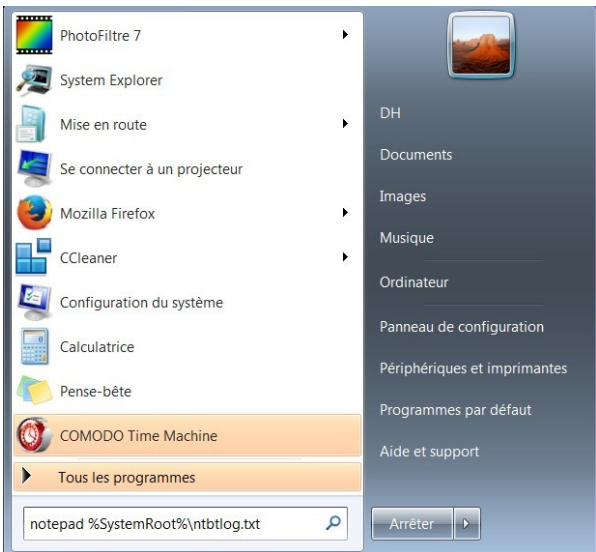 PhotoFiltre 7
System Explorer
Mise en route
Se connecter à un projecteur
Mozilla Firefox
CCleaner
Configuration du système
Calculatrice
Pense-bête
COMODO Time Machine
Tous les programmes
notepad %SystemRoot%\ntbtlog.txt
DH
Documents
Images
Musique
Ordinateur
Panneau de configuration
Périphériques et imprimantes
Programmes par défaut
Aide et support
Arrêter